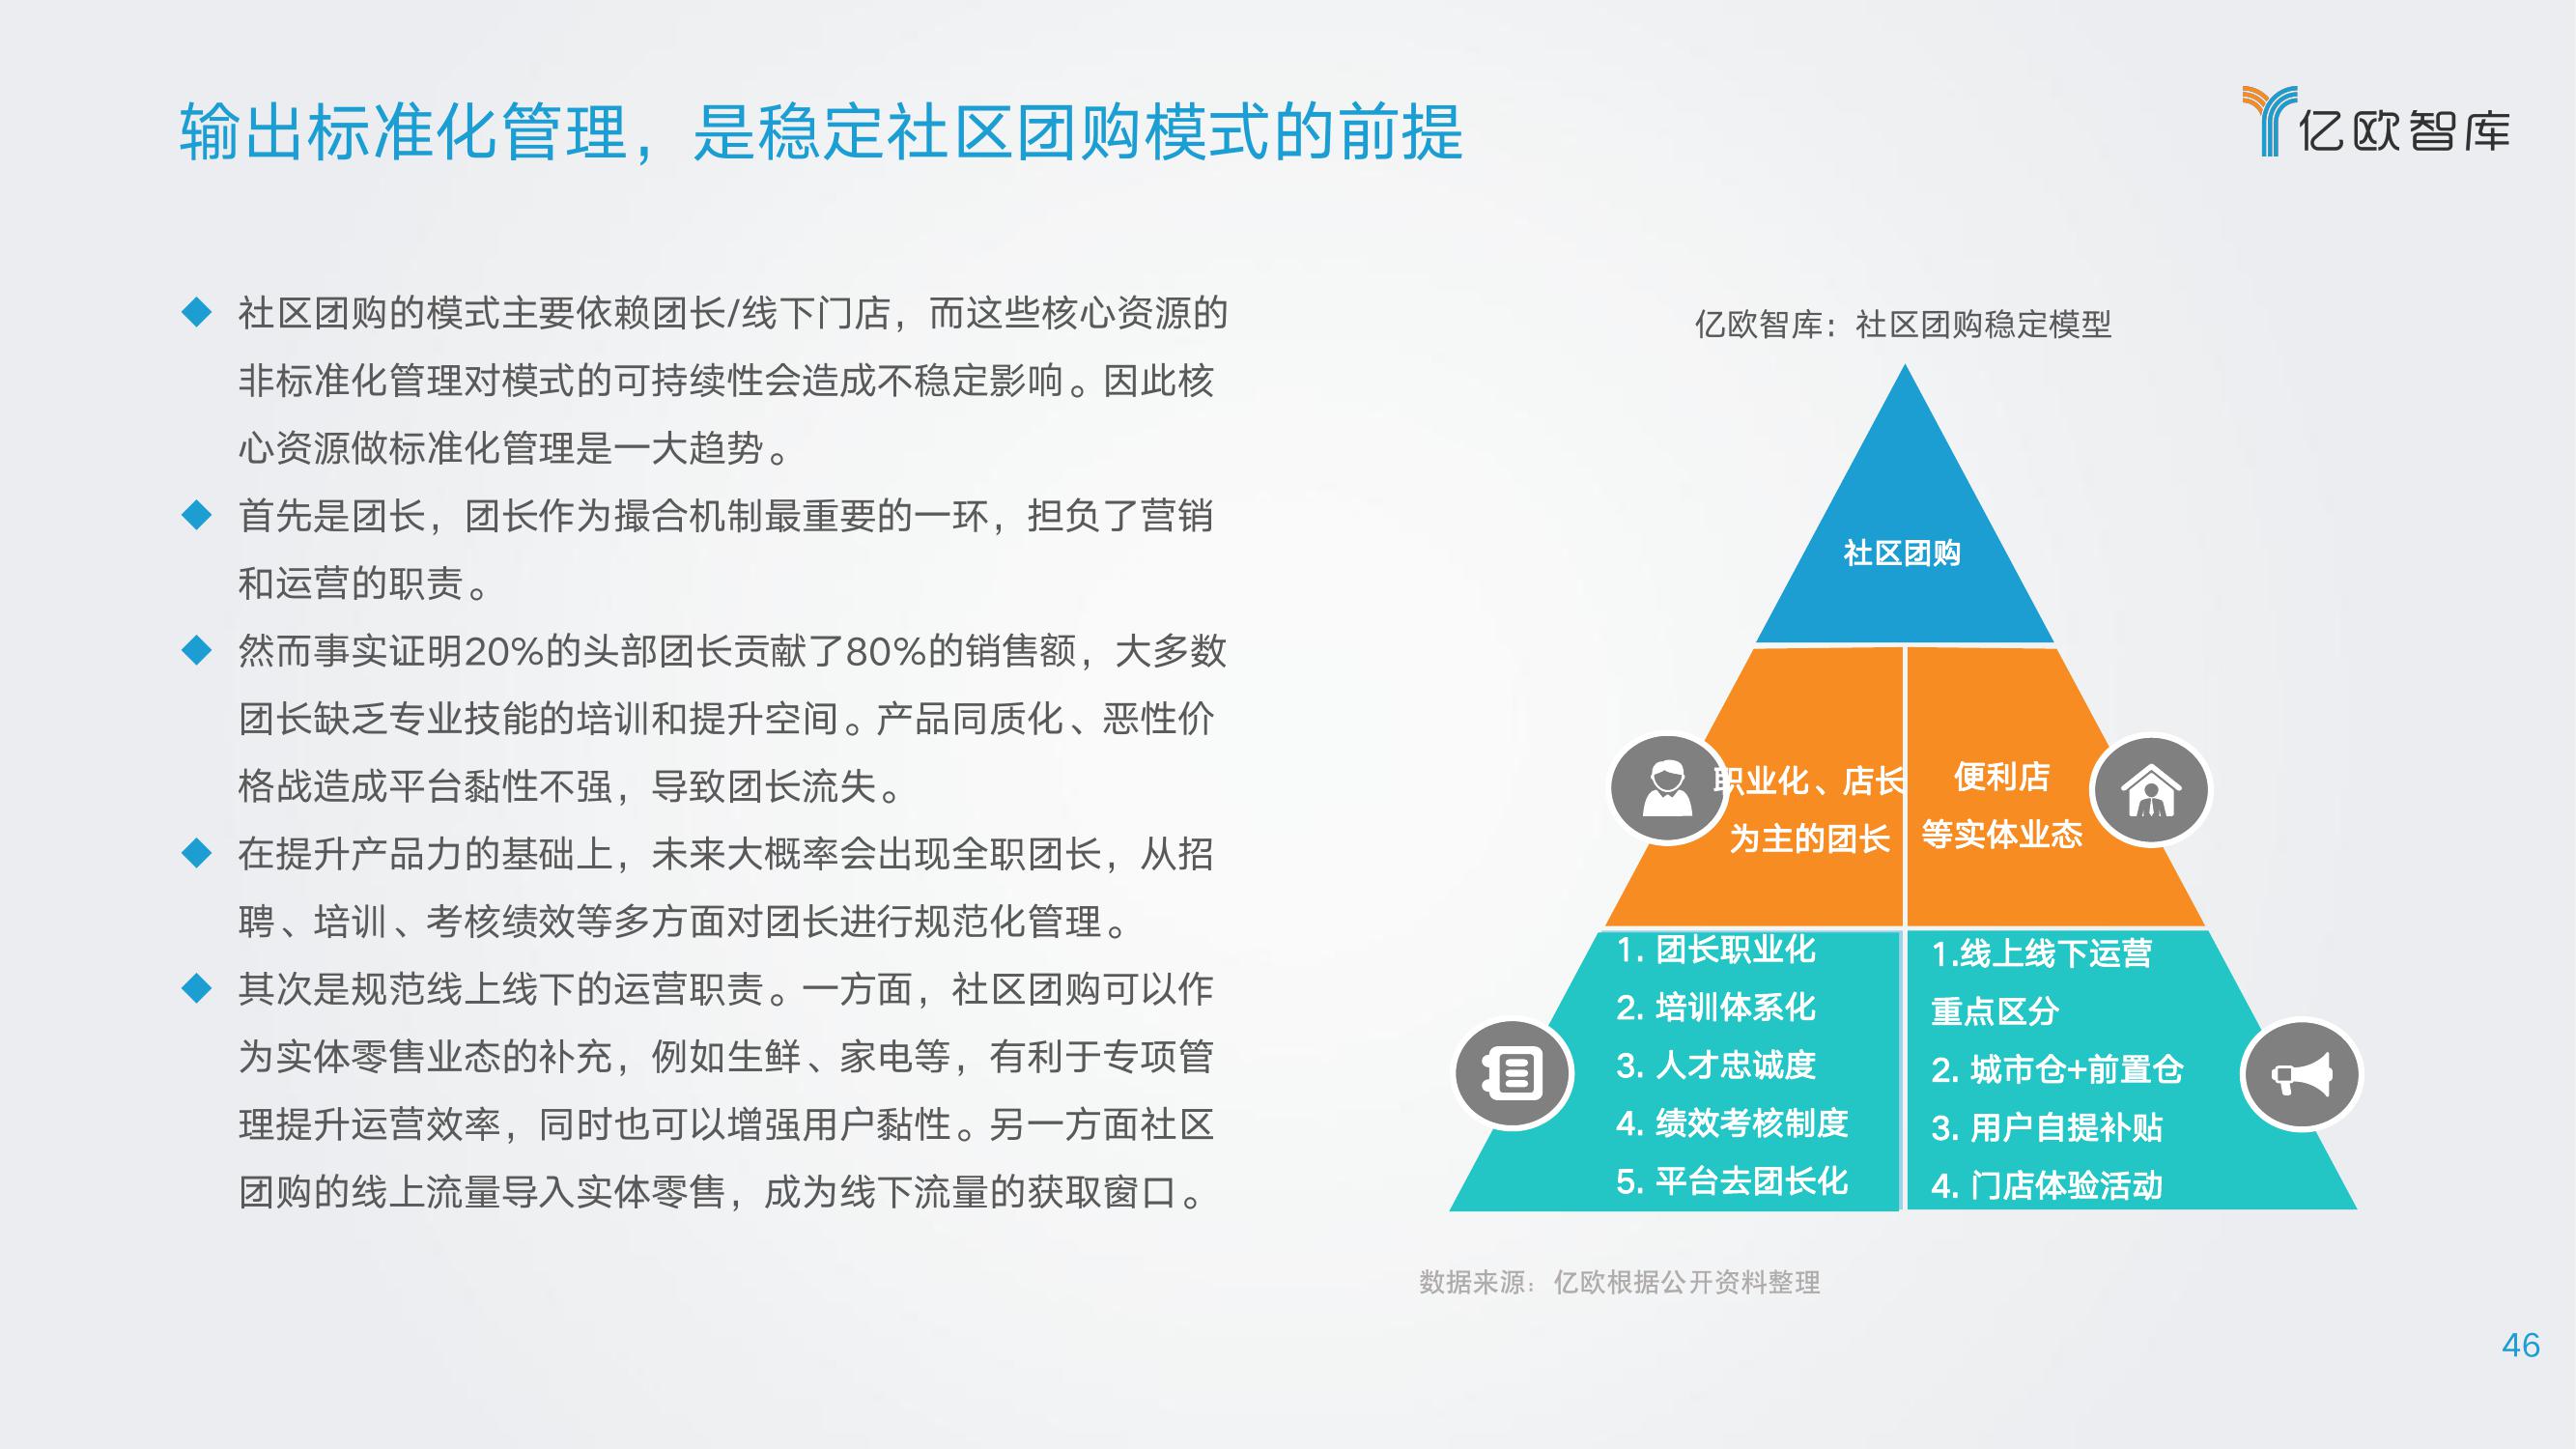 输出标准化管理，是稳定社区团购模式的前提
亿欧智库
社区团购的模式主要依赖团长/线下门店，而这些核心资源的
非标准化管理对模式的可持续性会造成不稳定影响。因此核
心资源做标准化管理是一大趋势。
首先是团长，团长作为撮合机制最重要的一环，担负了营销
和运营的职责。
然而事实证明20%的头部团长贡献了80%的销售额，大多数
团长缺乏专业技能的培训和提升空间。产品同质化、恶性价
格战造成平台黏性不强，导致团长流失。
在提升产品力的基础上，未来大概率会出现全职团长，从招
聘、培训、考核绩效等多方面对团长进行规范化管理。
其次是规范线上线下的运营职责。一方面，社区团购可以作
为实体零售业态的补充，例如生鲜、家电等，有利于专项管
理提升运营效率，同时也可以增强用户黏性。另一方面社区
团购的线上流量导入实体零售，成为线下流量的获取窗口。
亿欧智库：社区团购稳定模型
社区团购
职业化、店长
为主的团长
便利店
等实体业态
1. 团长职业化
2. 培训体系化
3. 人才忠诚度
4. 绩效考核制度
5. 平台去团长化
1.线上线下运营
重点区分
2. 城市仓+前置仓
3. 用户自提补贴
4. 门店体验活动
数据来源：亿欧根据公开资料整理
46